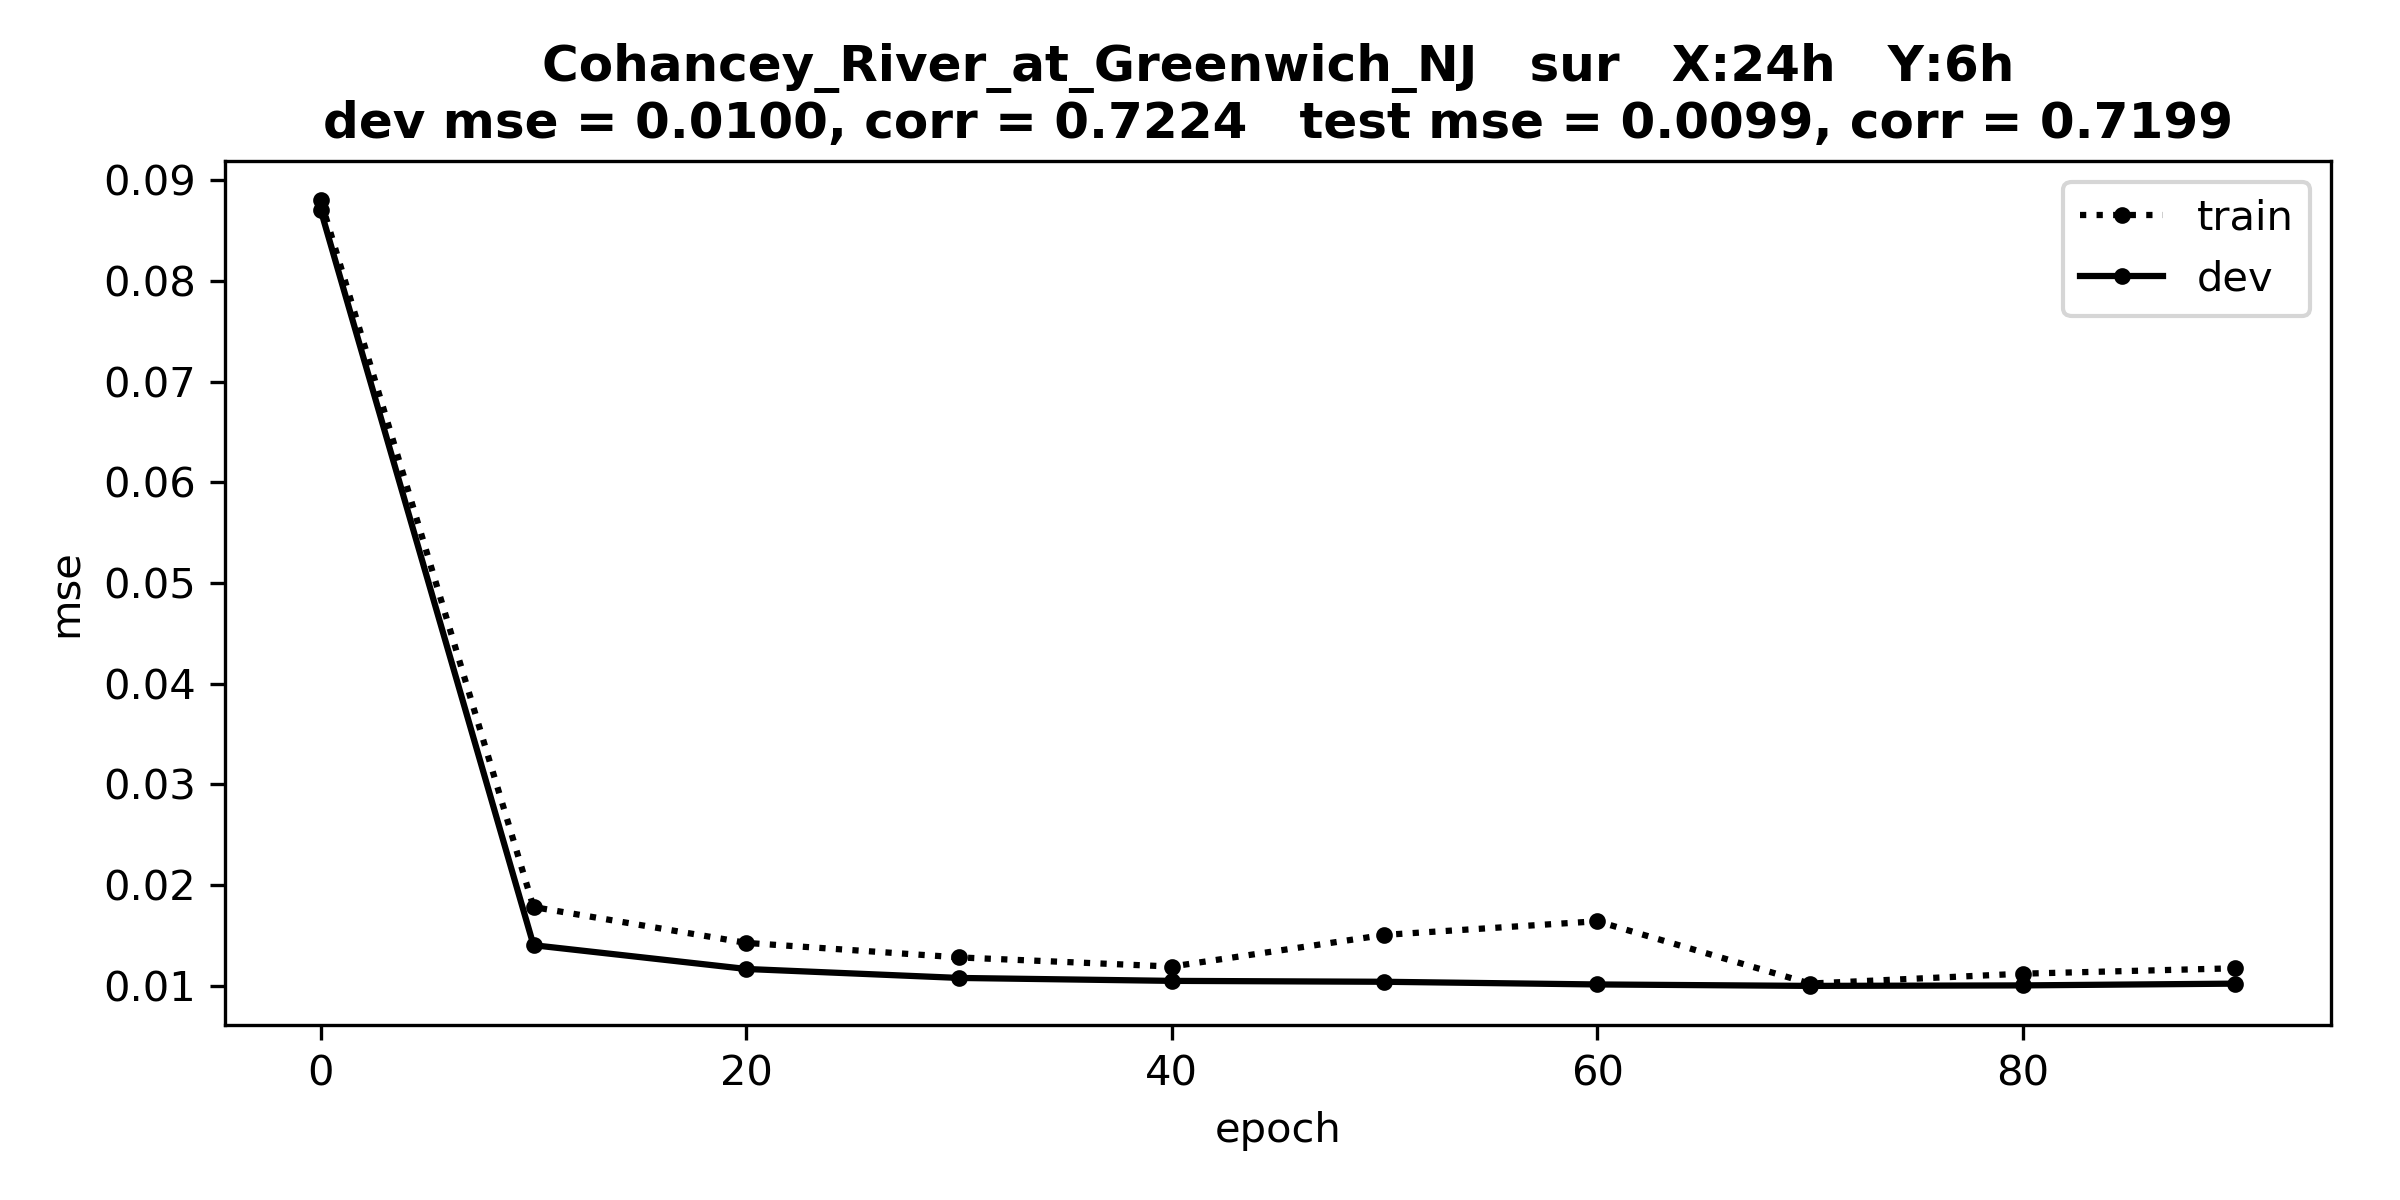 Cohancey_River_at_Greenwich_NJ sur X:24h Y:6h
dev mse = 0.0100, corr = 0.7224 test mse = 0.0099, corr = 0.7199
0.09
0.08
0.07
0.06
0.05
0.04
0.03
0.02
0.01
mse
train
dev
0 20 40 60 80
epoch